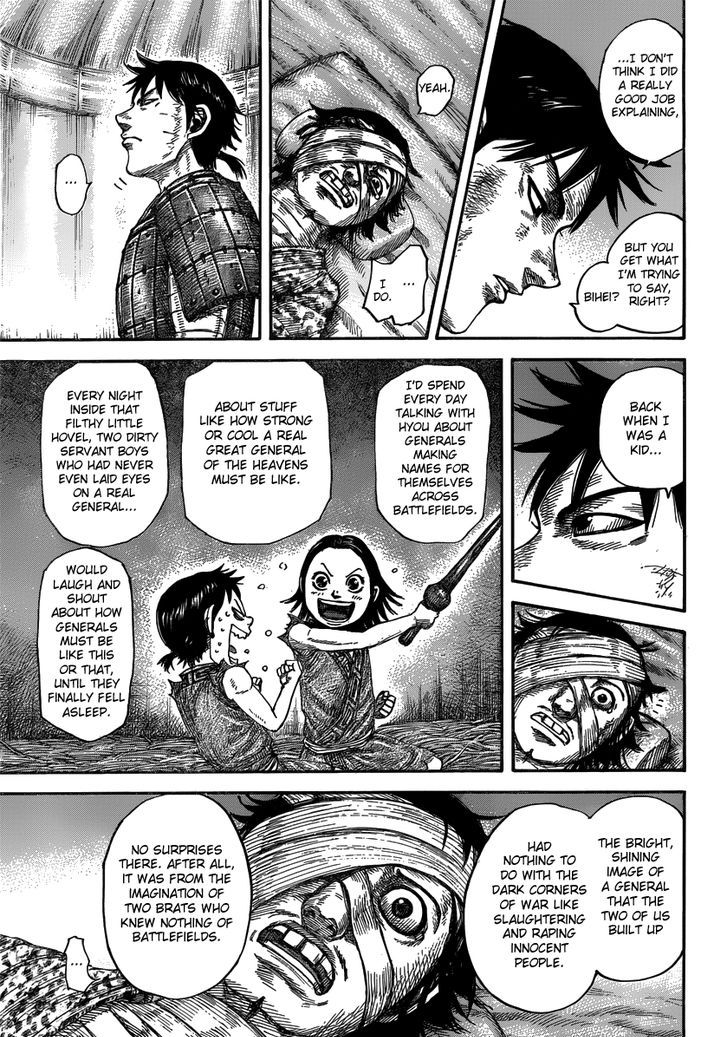 ...I DON'T
THINK I DID
A REALLY
GOOD JOB
EXPLAINING,
BUT YOU
GET WHAT
I'M TRYING
TO SAY,
RIGHT?
BIHEI?
YEAH.
...
I
DO.
...
BACK
WHEN I
WAS A
KID...
I'D SPEND
EVERY DAY
TALKING
WITH
HYOU ABOUT
GENERALS
MAKING
NAMES FOR
THEMSELVES
ACROSS
BATTLEFIELDS.
ABOUT STUFF
LIKE HOW STRONG
OR COOL A REAL
GREAT GENERAL
OF THE HEAVENS
MUST BE LIKE.
EVERY NIGHT
INSIDE THAT
FILTHY LITTLE
HOVEL, TWO DIRTY
SERVANT BOYS
WHO HAD NEVER
EVEN LAID EYES
ON A REAL
GENERAL...
WOULD
LAUGH AND
SHOUT
ABOUT HOW
GENERALS
MUST BE
LIKE THIS
OR THAT,
UNTIL THEY
FINALLY FELL
ASLEEP.
THE BRIGHT,
SHINING
IMAGE OF
A GENERAL
THAT THE
TWO OF US
BUILT UP
HAD
NOTHING TO
DO WITH THE
DARK CORNERS
OF WAR LIKE
SLAUGHTERING
AND RAPING
INNOCENT
PEOPLE.
NO SURPRISES
THERE. AFTER ALL,
IT WAS FROM THE
IMAGINATION OF
TWO BRATS WHO
KNEW NOTHING OF
BATTLEFIELDS.
...